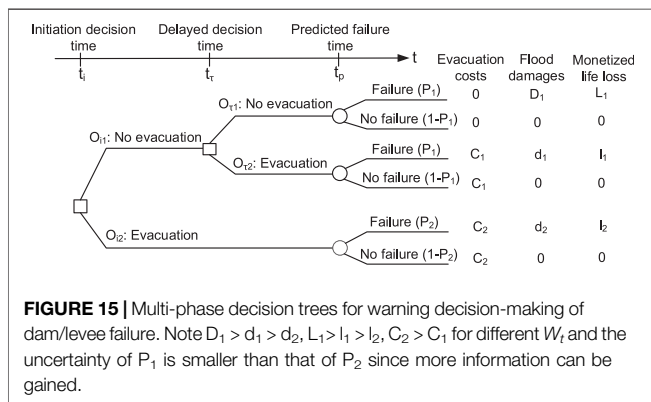 Initiation decision time
Delayed decision time
Predicted failure time
t
tᵢ
t_τ
t_p
Evacuation costs
Flood damages
Monetized life loss
O_τ1: No evacuation
Failure (P₁)
0
D₁
L₁
No failure (1-P₁)
0
0
0
O_i1: No evacuation
O_τ2: Evacuation
Failure (P₁)
C₁
d₁
l₁
No failure (1-P₁)
C₁
0
0
O_i2: Evacuation
Failure (P₂)
C₂
d₂
l₂
No failure (1-P₂)
C₂
0
0
FIGURE 15 | Multi-phase decision trees for warning decision-making of
dam/levee failure. Note D₁ > d₁ > d₂, L₁> l₁ > l₂, C₂ > C₁ for different Wₜ and the
uncertainty of P₁ is smaller than that of P₂ since more information can be
gained.